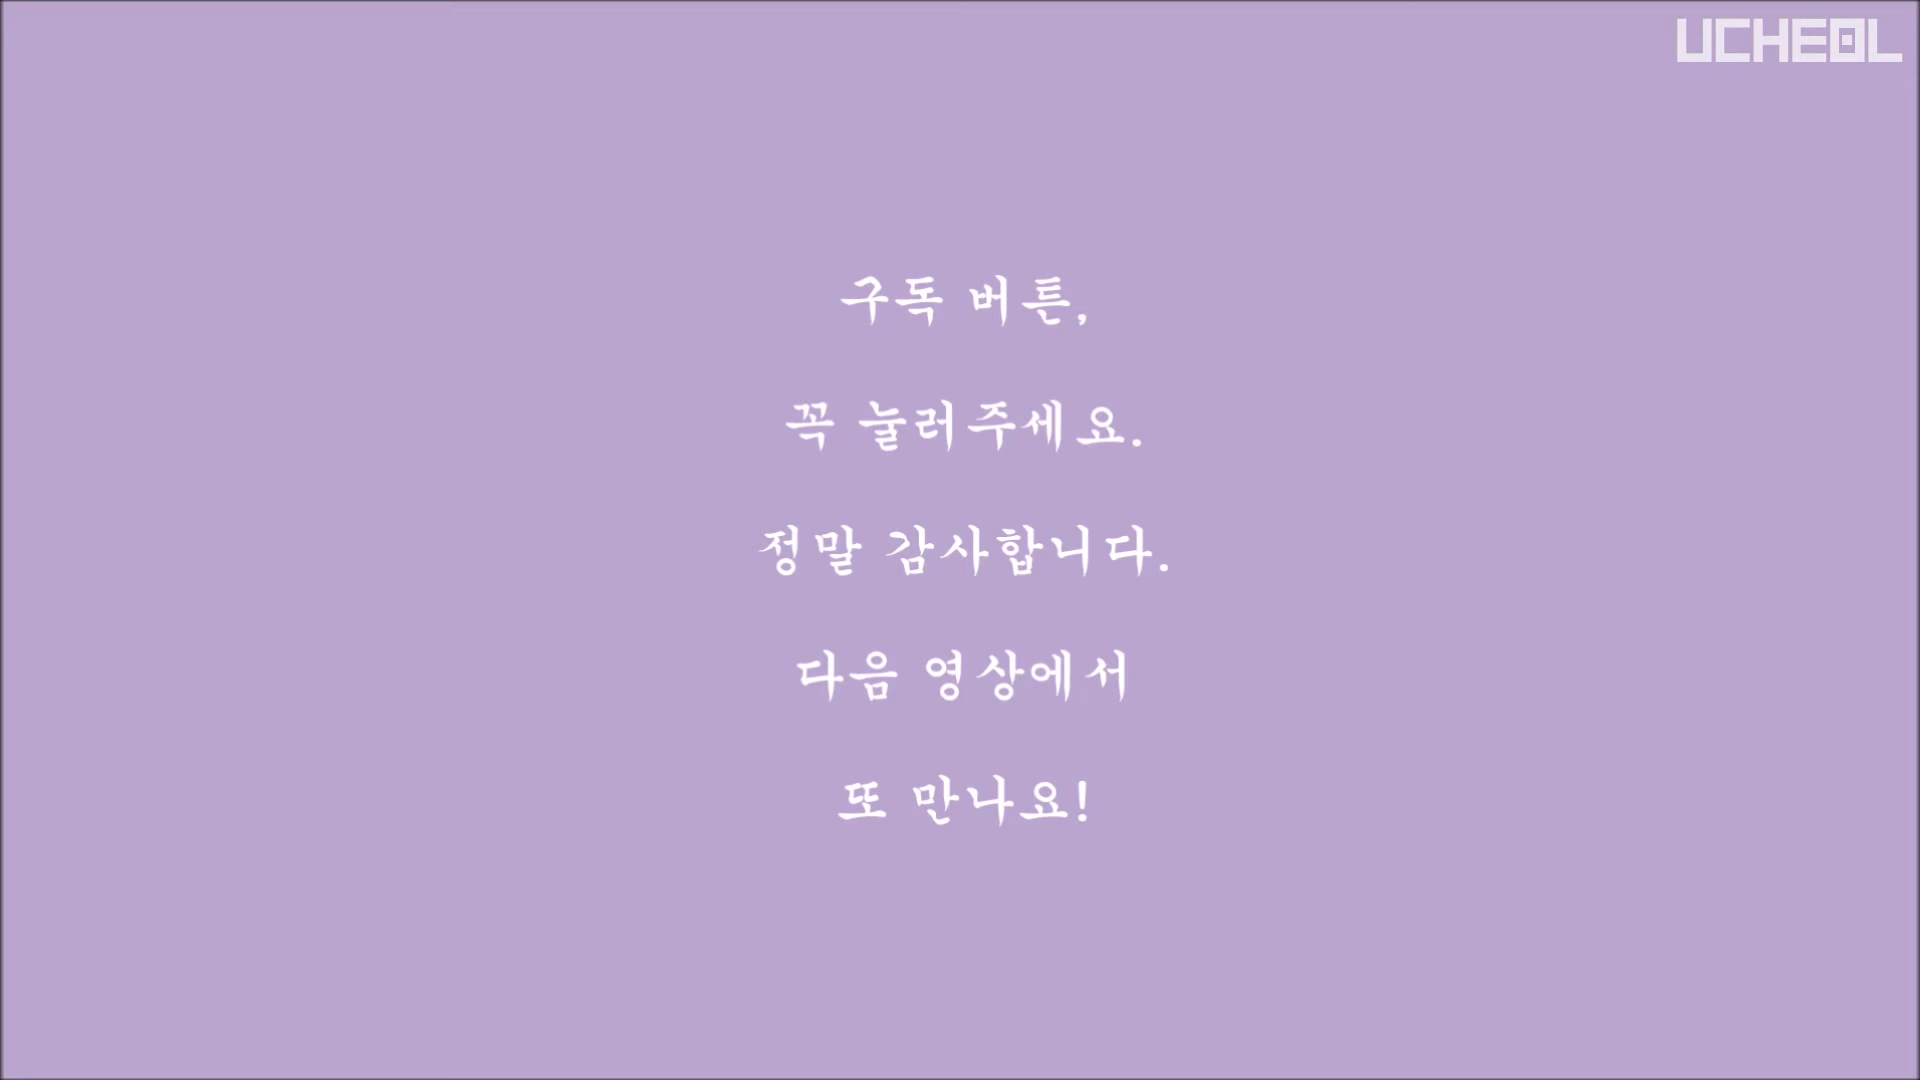 UCHEOL
구독 버튼,
꼭 눌러주세요.
정말 감사합니다.
다음 영상에서
또 만나요!